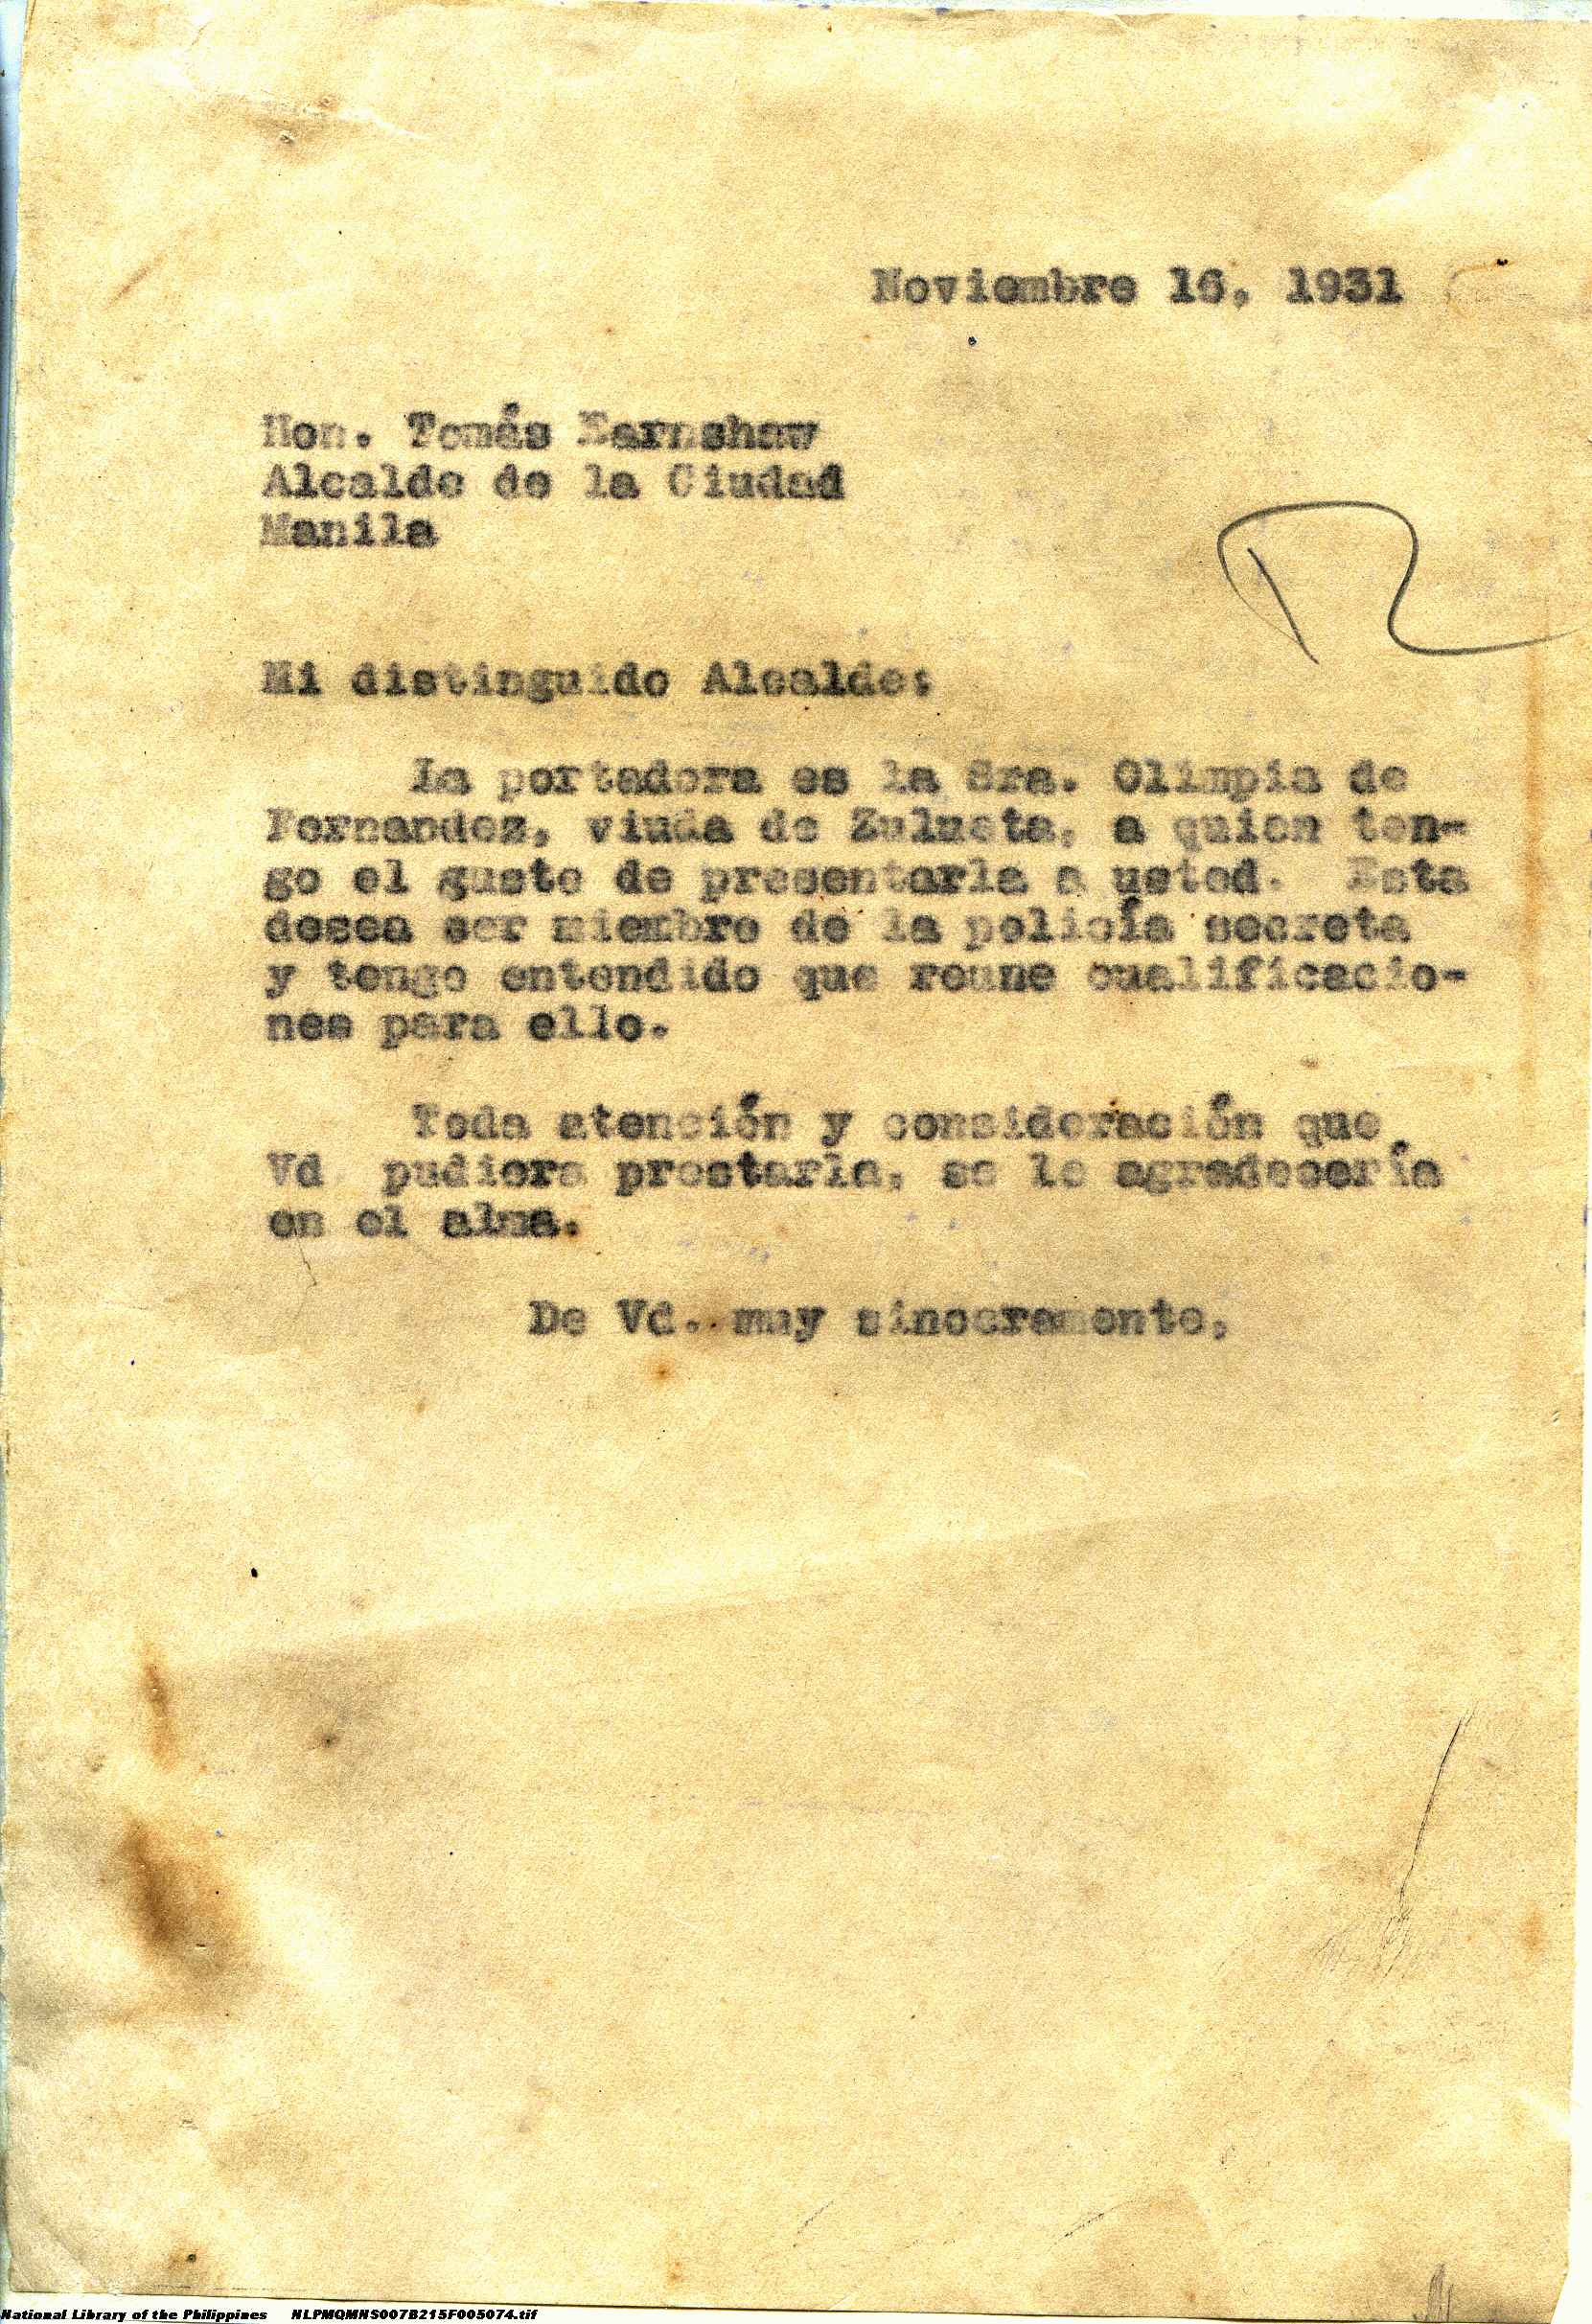 Noviembre 16, 1931
Hon. Tomás Earnshaw
Alcalde de la Ciudad
Manila
R
Mi distinguido Alcalde:
La portadora es la Sra. Olimpia de
Fernandez, viuda de Zulueta, a quien ten-
go el gusto de presentarle a usted. Esta
desea ser miembro de la policía secreta
y tengo entendido que reune cualificacio-
nes para ello.
Toda atención y consideración que
Vd pudiera prestarla, se le agradecería
en el alma.
De Vd. muy sinceramente,
National Library of the Philippines NLPMQMNS007B215F005074.tif